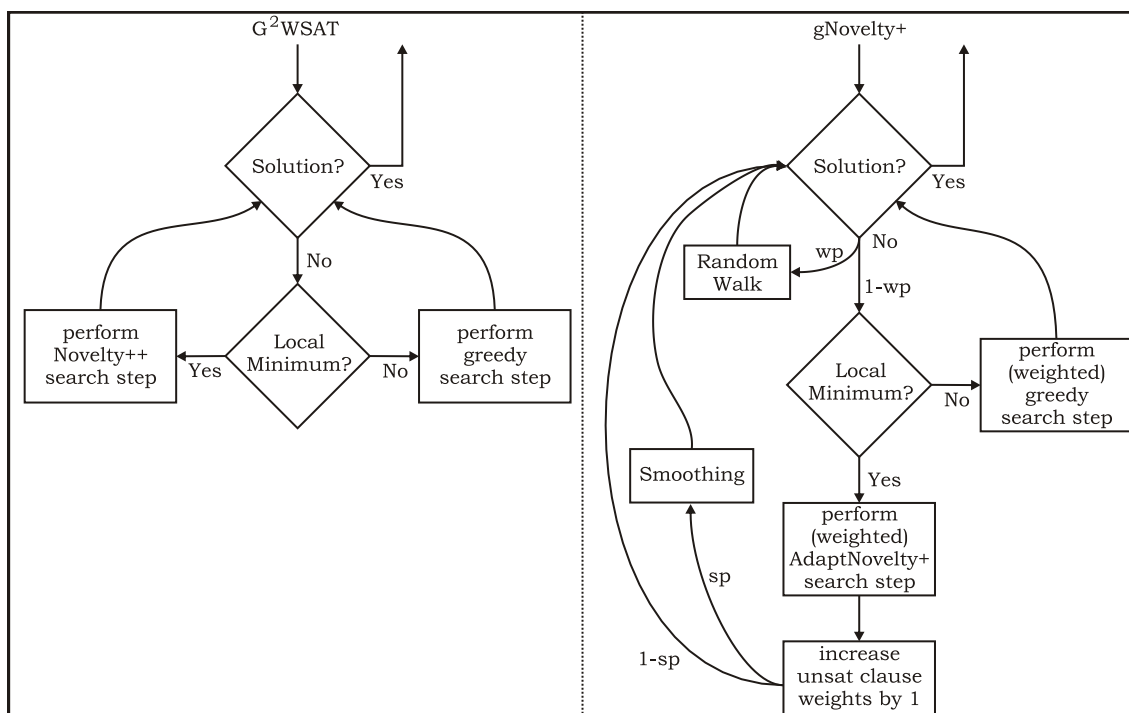 G²WSAT
Solution?
Yes
No
Local
Minimum?
Yes
No
perform
Novelty++
search step
perform
greedy
search step
gNovelty+
Solution?
Yes
No
wp
Random
Walk
1-wp
Local
Minimum?
No
perform
(weighted)
greedy
search step
Yes
Smoothing
perform
(weighted)
AdaptNovelty+
search step
sp
1-sp
increase
unsat clause
weights by 1